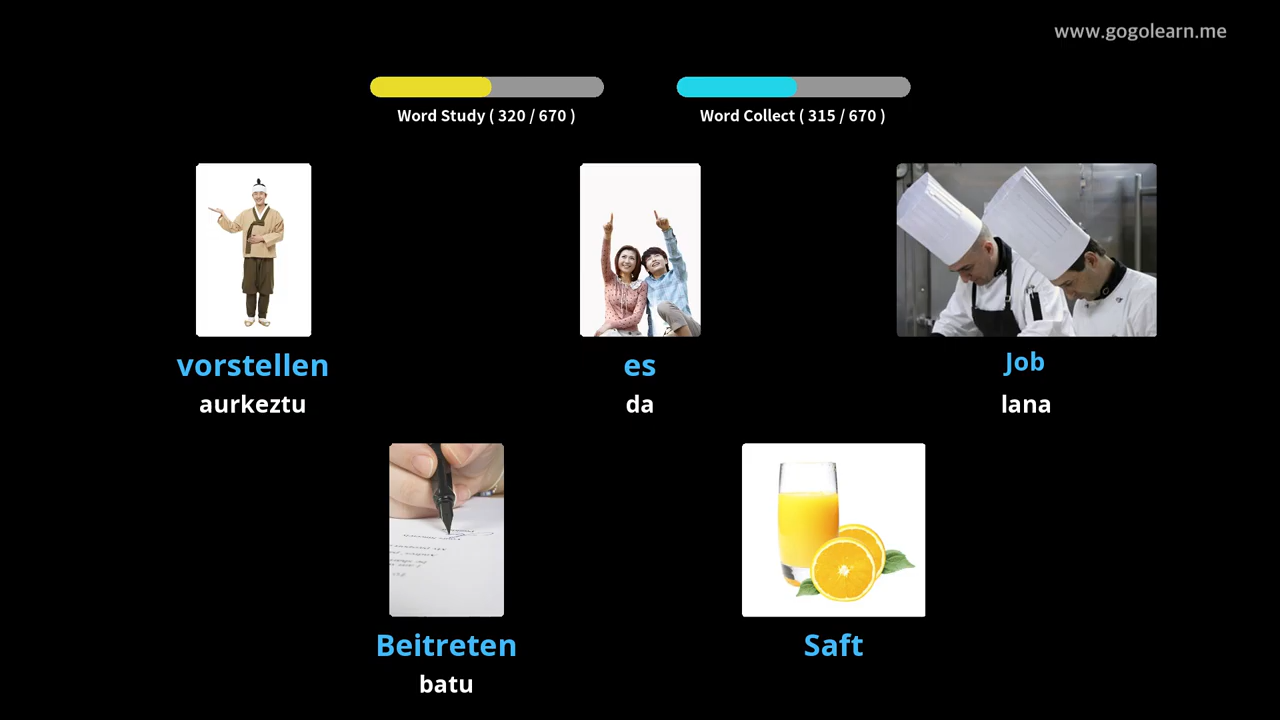 www.gogolearn.me
Word Study ( 320 / 670 )
Word Collect ( 315 / 670 )
vorstellen
aurkeztu
es
da
Job
lana
Beitreten
batu
Saft